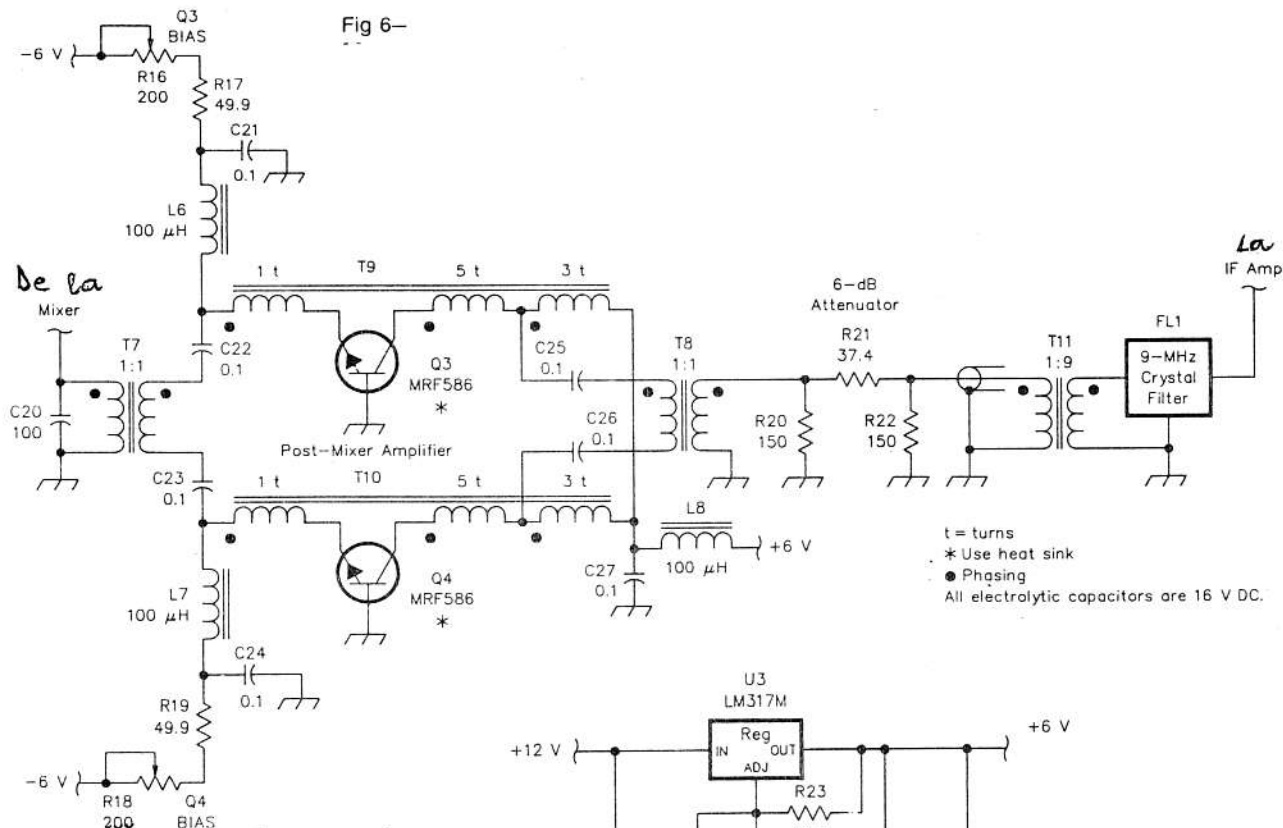 Fig 6–
Q3
BIAS
−6 V
R16
200
R17
49.9
C21
0.1
L6
100 μH
De la
Mixer
T7
1:1
C20
100
C22
0.1
C23
0.1
1 t
T9
5 t
3 t
Q3
MRF586
*
C25
0.1
C26
0.1
T8
1:1
6−dB
Attenuator
R21
37.4
R20
150
R22
150
T11
1:9
FL1
9−MHz
Crystal
Filter
La
IF Amp
Post−Mixer Amplifier
1 t
T10
5 t
3 t
Q4
MRF586
*
L8
100 μH
+6 V
C27
0.1
t = turns
* Use heat sink
● Phasing
All electrolytic capacitors are 16 V DC.
L7
100 μH
C24
0.1
R19
49.9
−6 V
R18
200
Q4
BIAS
U3
LM317M
+12 V
Reg
IN
OUT
ADJ
+6 V
R23